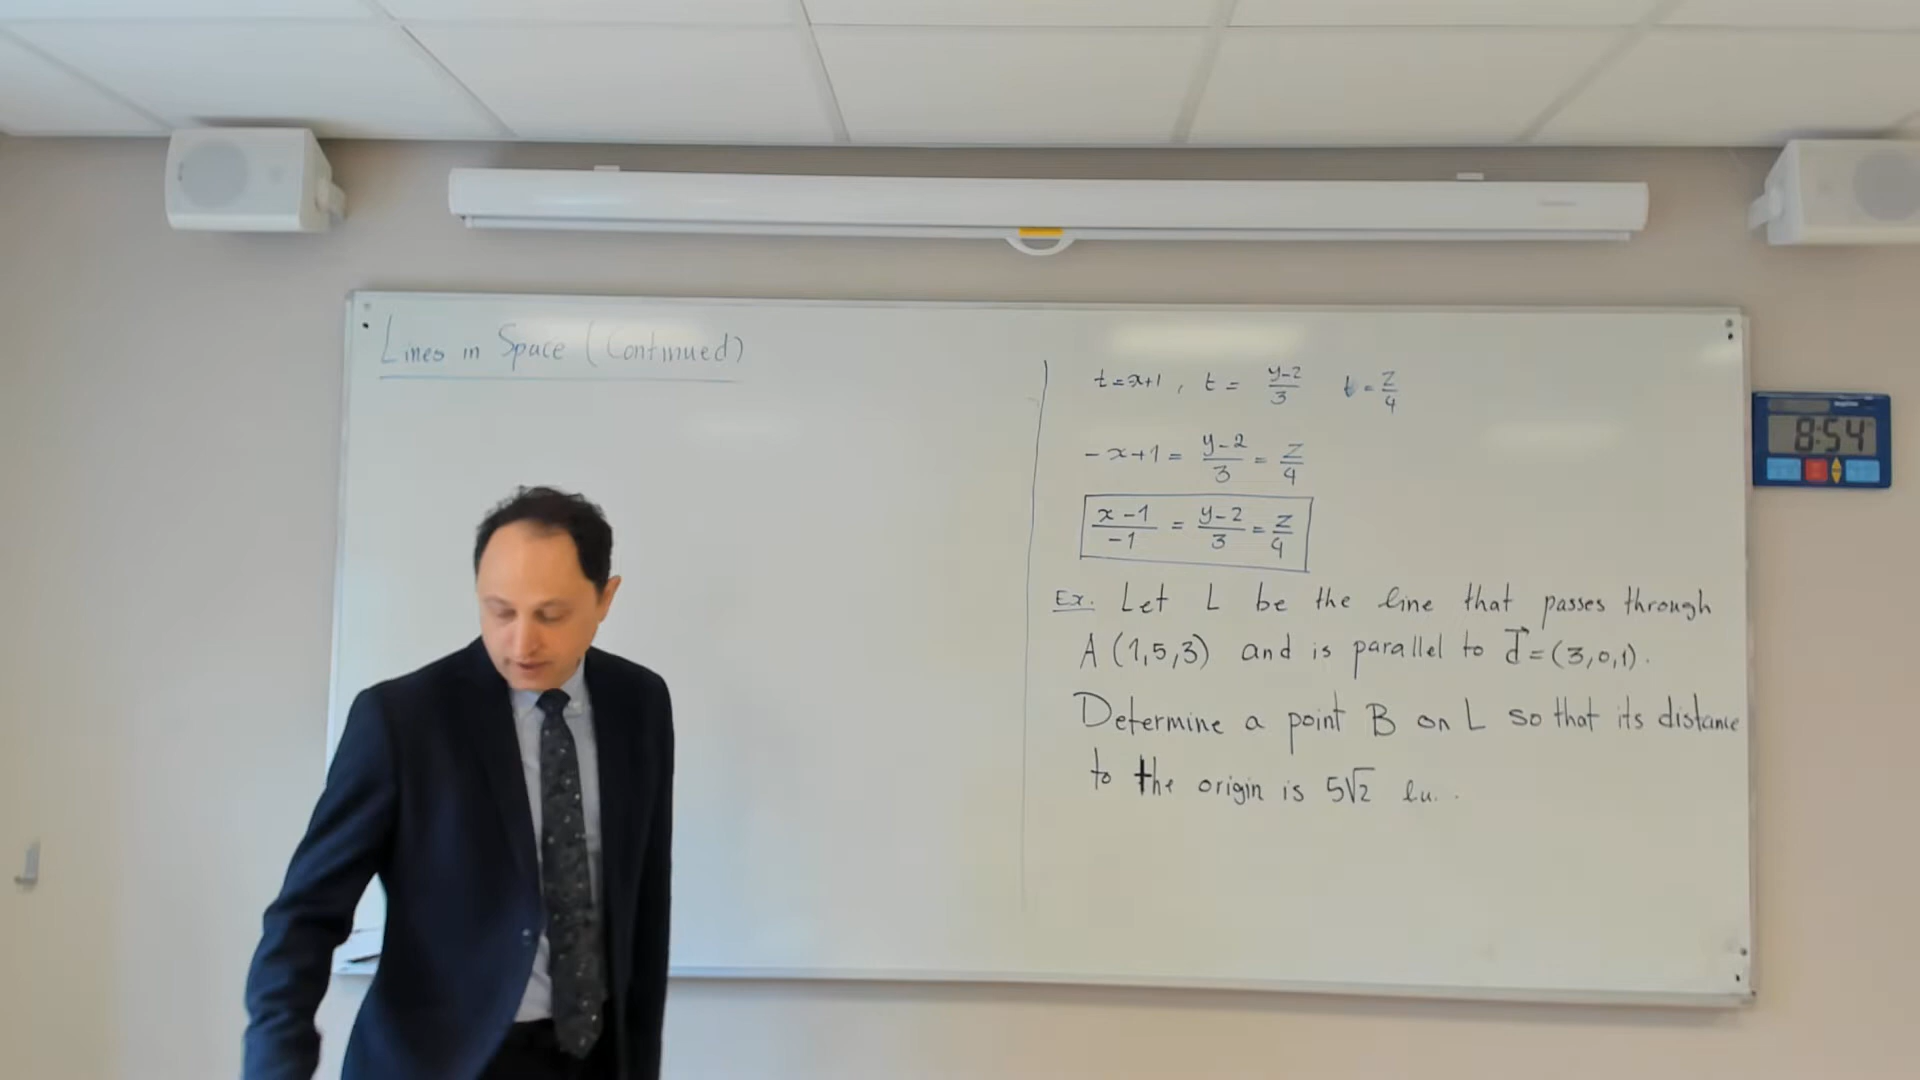 Lines in Space (Continued)
t=x+1, t = y-2/3 t = z/4
-x+1 = y-2/3 = z/4
x-1/-1 = y-2/3 = z/4
Ex. Let L be the line that passes through
A (1,5,3) and is parallel to d⃗=(3,0,1).
Determine a point B on L so that its distance
to the origin is 5√2 lu..
8:54